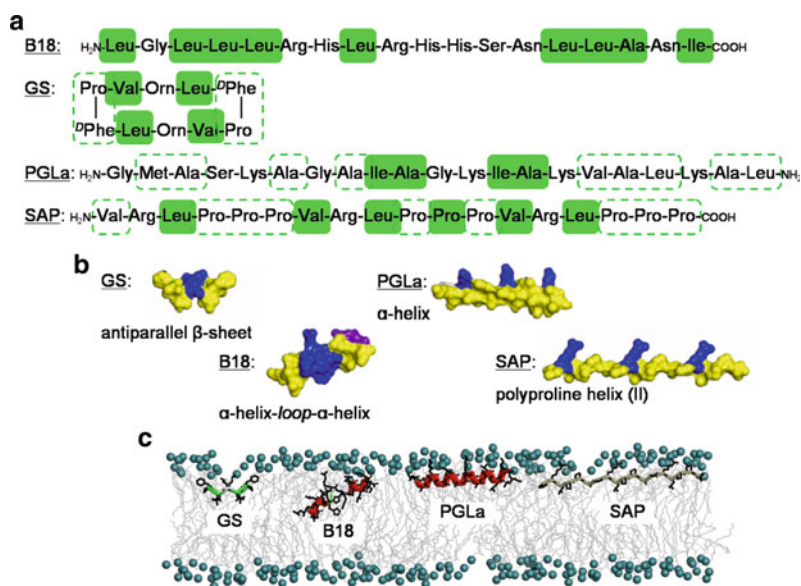 a
B18: H₂N-Leu-Gly-Leu-Leu-Leu-Arg-His-Leu-Arg-His-His-Ser-Asn-Leu-Leu-Ala-Asn-Ile-COOH
GS: Pro-Val-Orn-Leu-ᴰPhe
ᴰPhe-Leu-Orn-Val-Pro
PGLa: H₂N-Gly-Met-Ala-Ser-Lys-Ala-Gly-Ala-Ile-Ala-Gly-Lys-Ile-Ala-Lys-Val-Ala-Leu-Lys-Ala-Leu-NH₂
SAP: H₂N-Val-Arg-Leu-Pro-Pro-Pro-Val-Arg-Leu-Pro-Pro-Pro-Val-Arg-Leu-Pro-Pro-Pro-COOH
b
GS:
antiparallel β-sheet
PGLa:
α-helix
B18:
α-helix-loop-α-helix
SAP:
polyproline helix (II)
c
GS
B18
PGLa
SAP